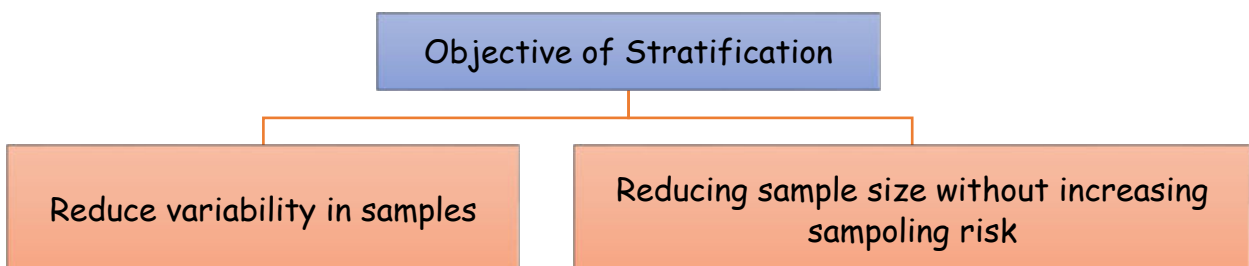 Objective of Stratification
Reduce variability in samples
Reducing sample size without increasing
sampoling risk